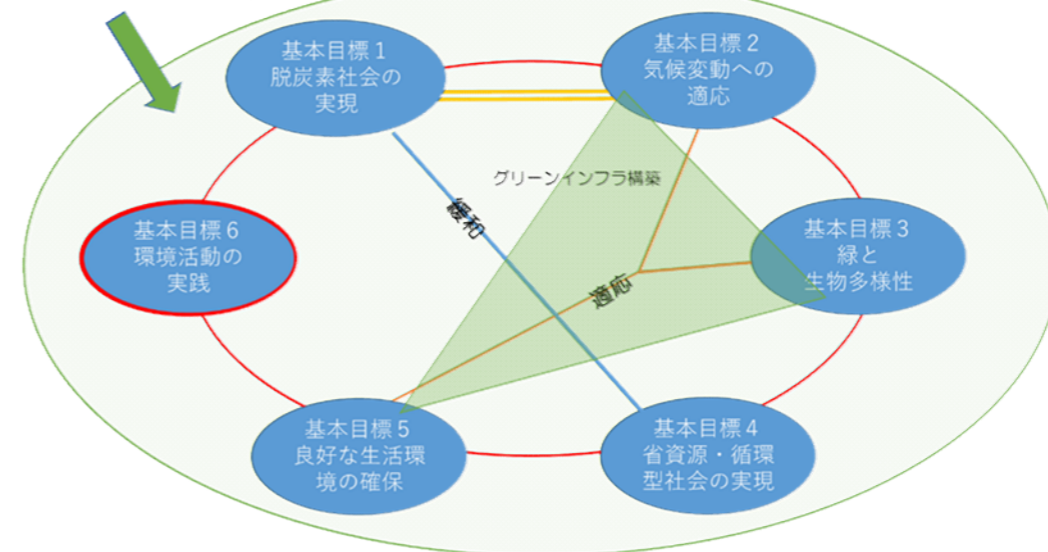 基本目標１
脱炭素社会の
実現
基本目標２
気候変動への
適応
グリーンインフラ構築
緩和
基本目標６
環境活動の
実践
基本目標３
緑と
生物多様性
適応
基本目標５
良好な生活環
境の確保
基本目標４
省資源・循環
型社会の実現